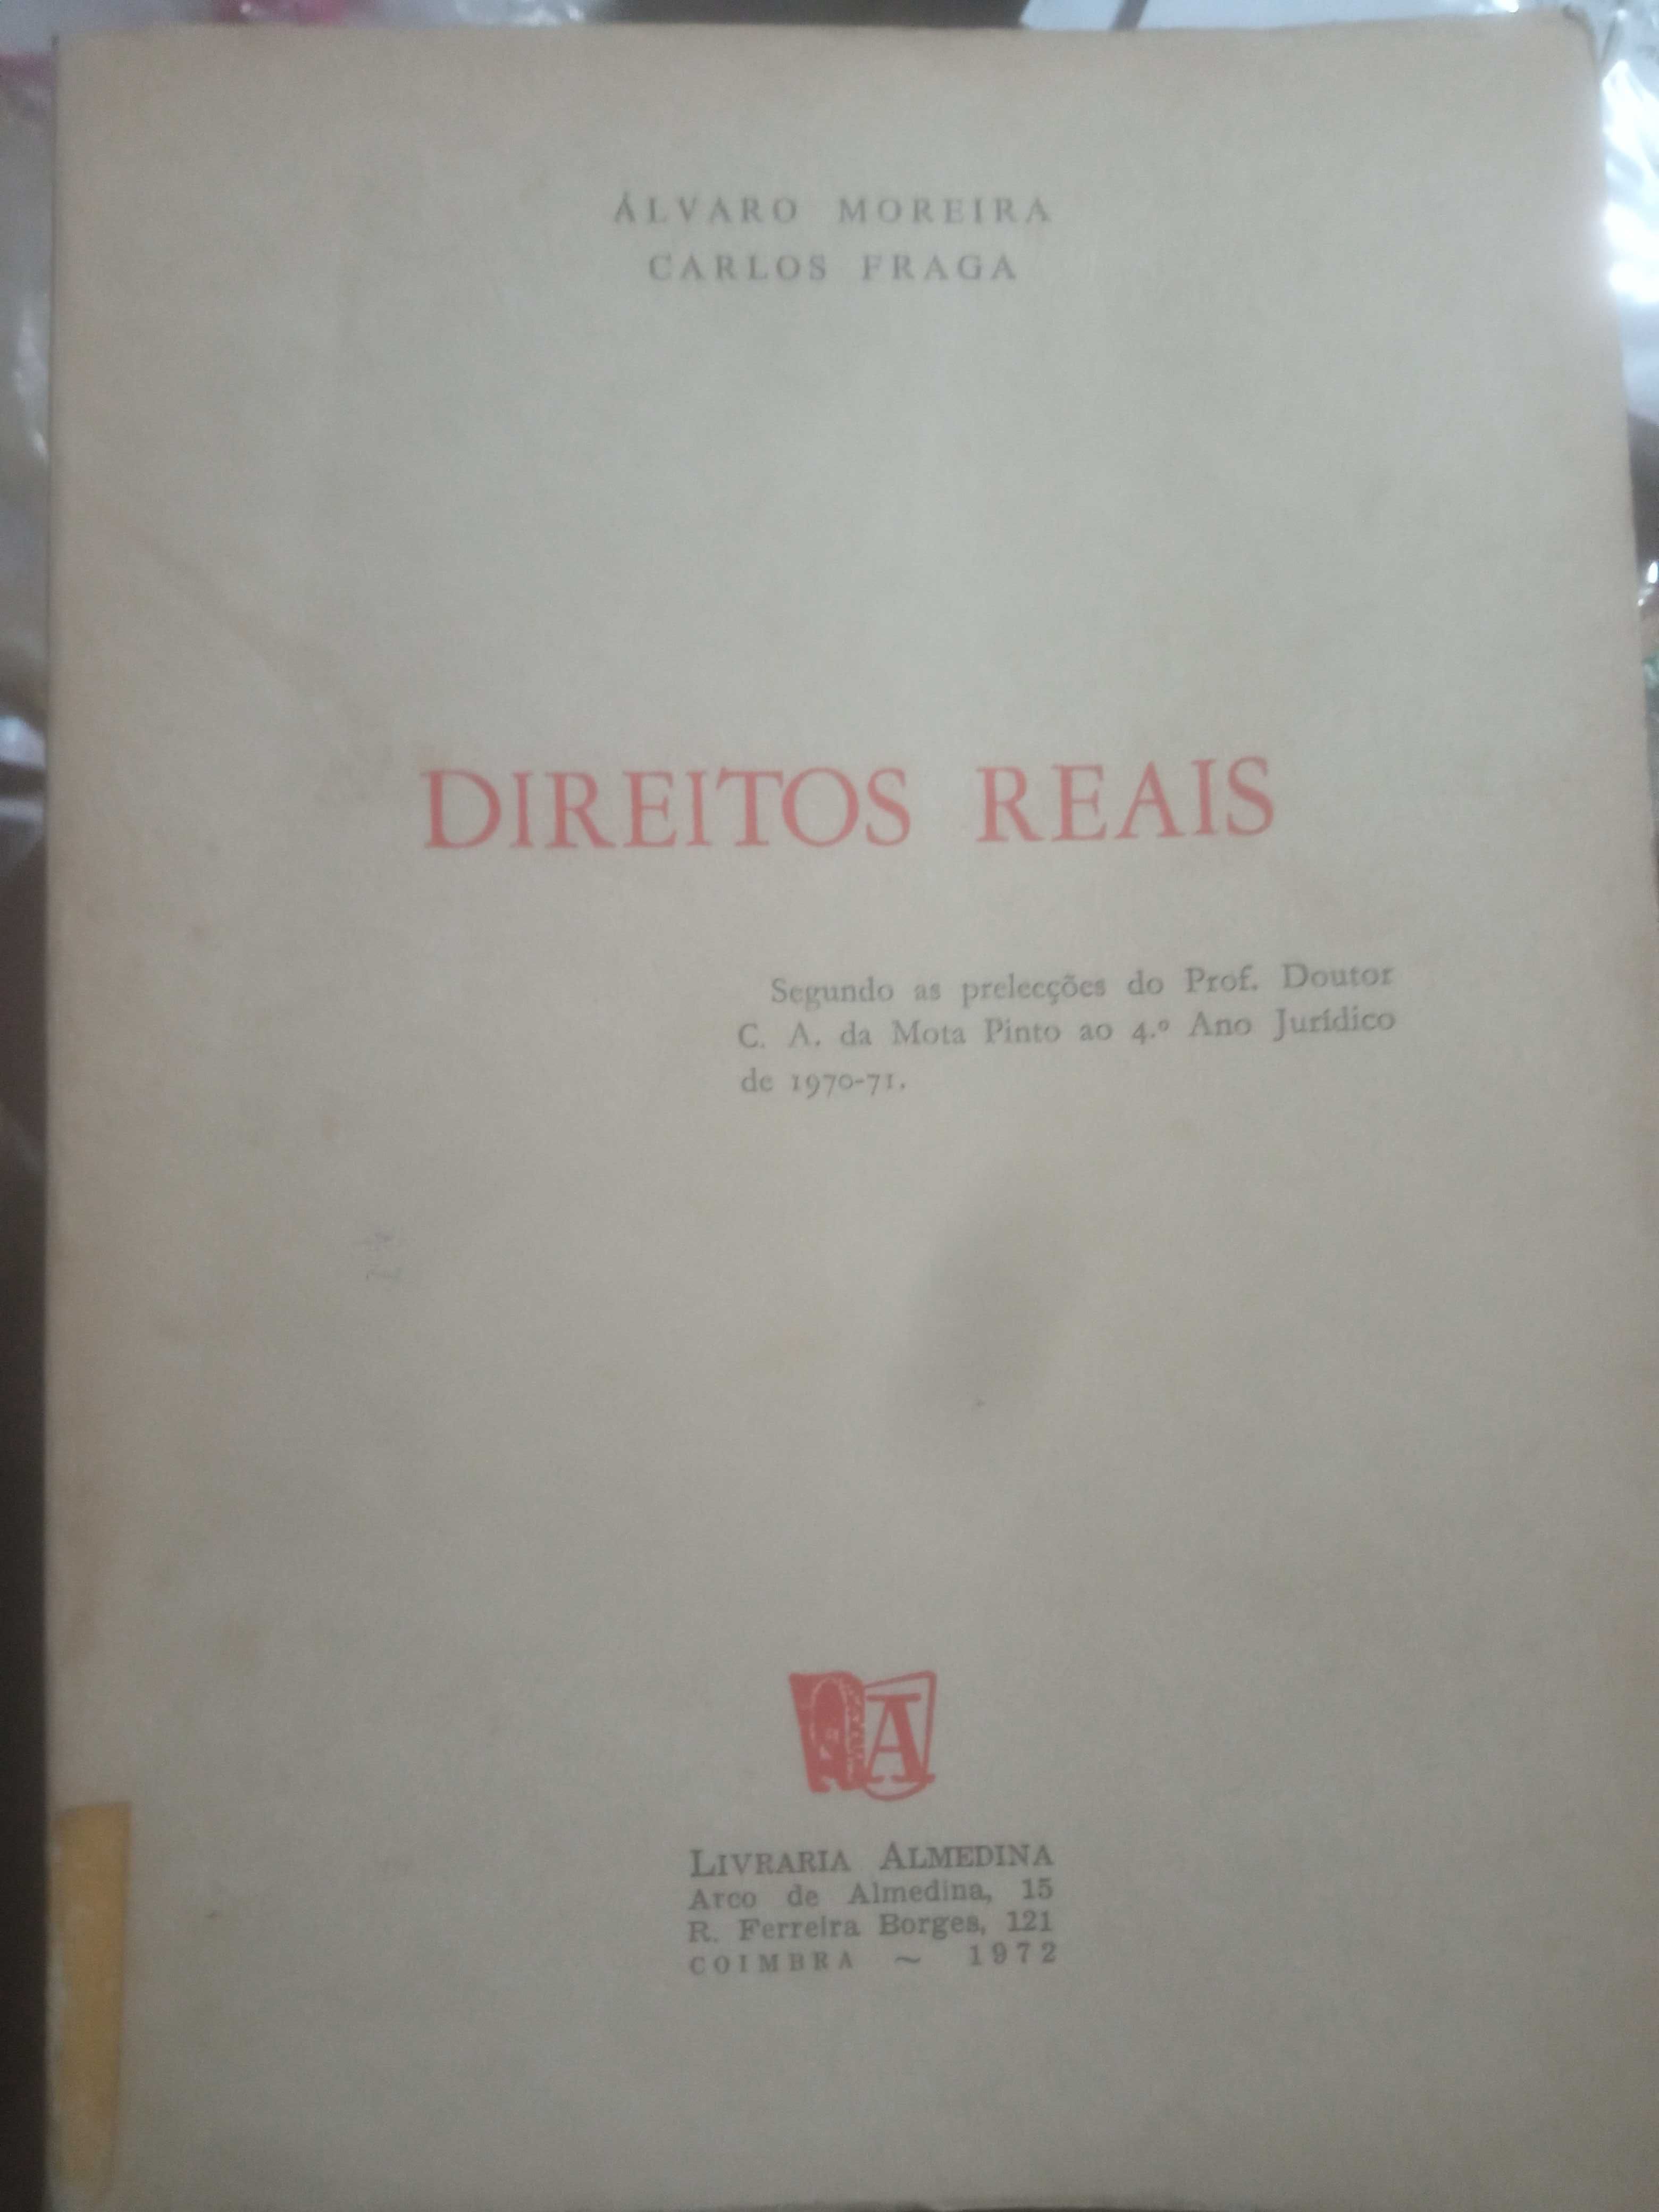 ÁLVARO MOREIRA
CARLOS FRAGA
DIREITOS REAIS
Segundo as prelecções do Prof. Doutor
C. A. da Mota Pinto ao 4.º Ano Jurídico
de 1970-71.
A
LIVRARIA ALMEDINA
Arco de Almedina, 15
R. Ferreira Borges, 121
COIMBRA ~ 1972